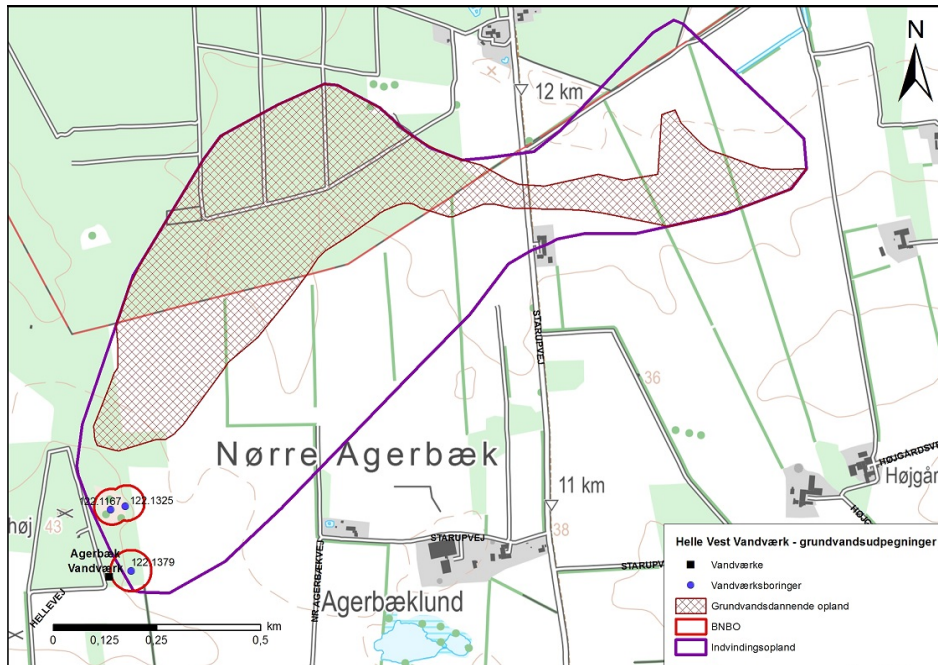 N
12 km
STARUPVEJ
36
Nørre Agerbæk
HØJGÅRDSVEJ
Højgår
11 km
122.1167
122.1325
høj 43
38
Agerbæk
Vandværk
122.1379
STARUPVEJ
STARUPV
HØJG
HELLEVEJ
NR.AGERBÆKVEJ
Agerbæklund
0 0,125 0,25 0,5
km
Helle Vest Vandværk - grundvandsudpegninger
Vandværke
Vandværksboringer
Grundvandsdannende opland
BNBO
Indvindingsopland